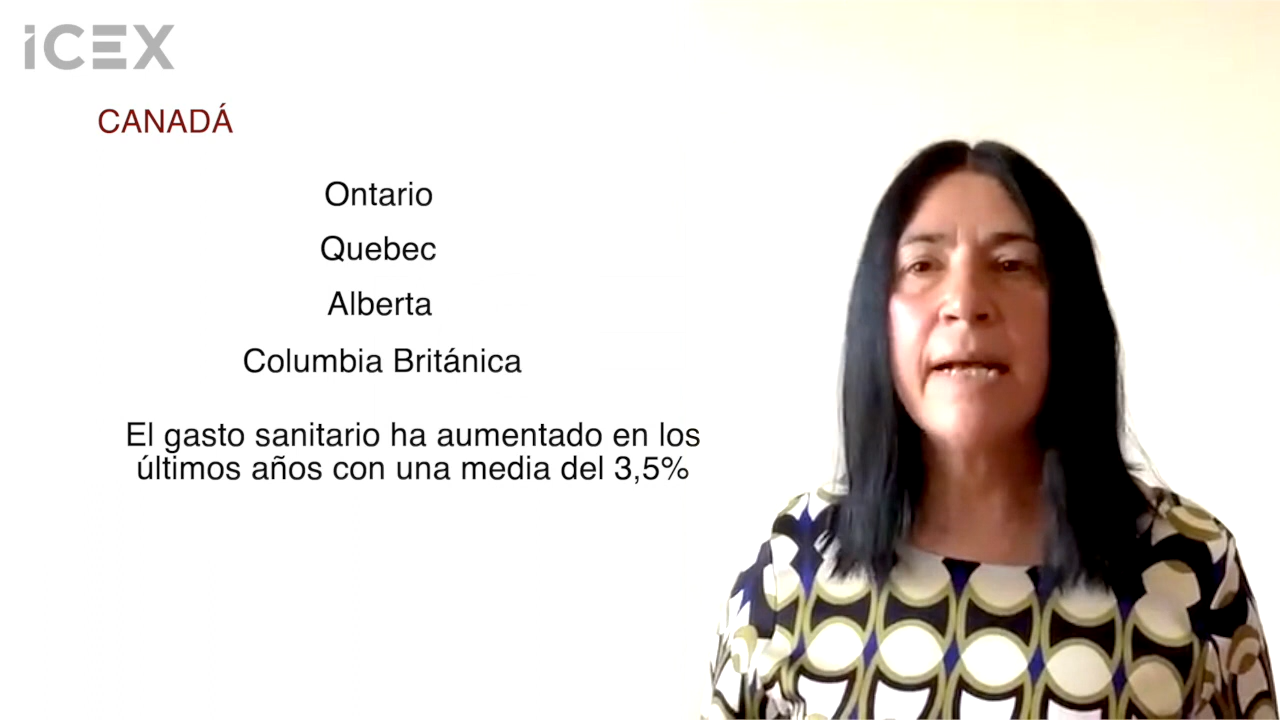 iCEX
CANADÁ
Ontario
Quebec
Alberta
Columbia Británica
El gasto sanitario ha aumentado en los
últimos años con una media del 3,5%